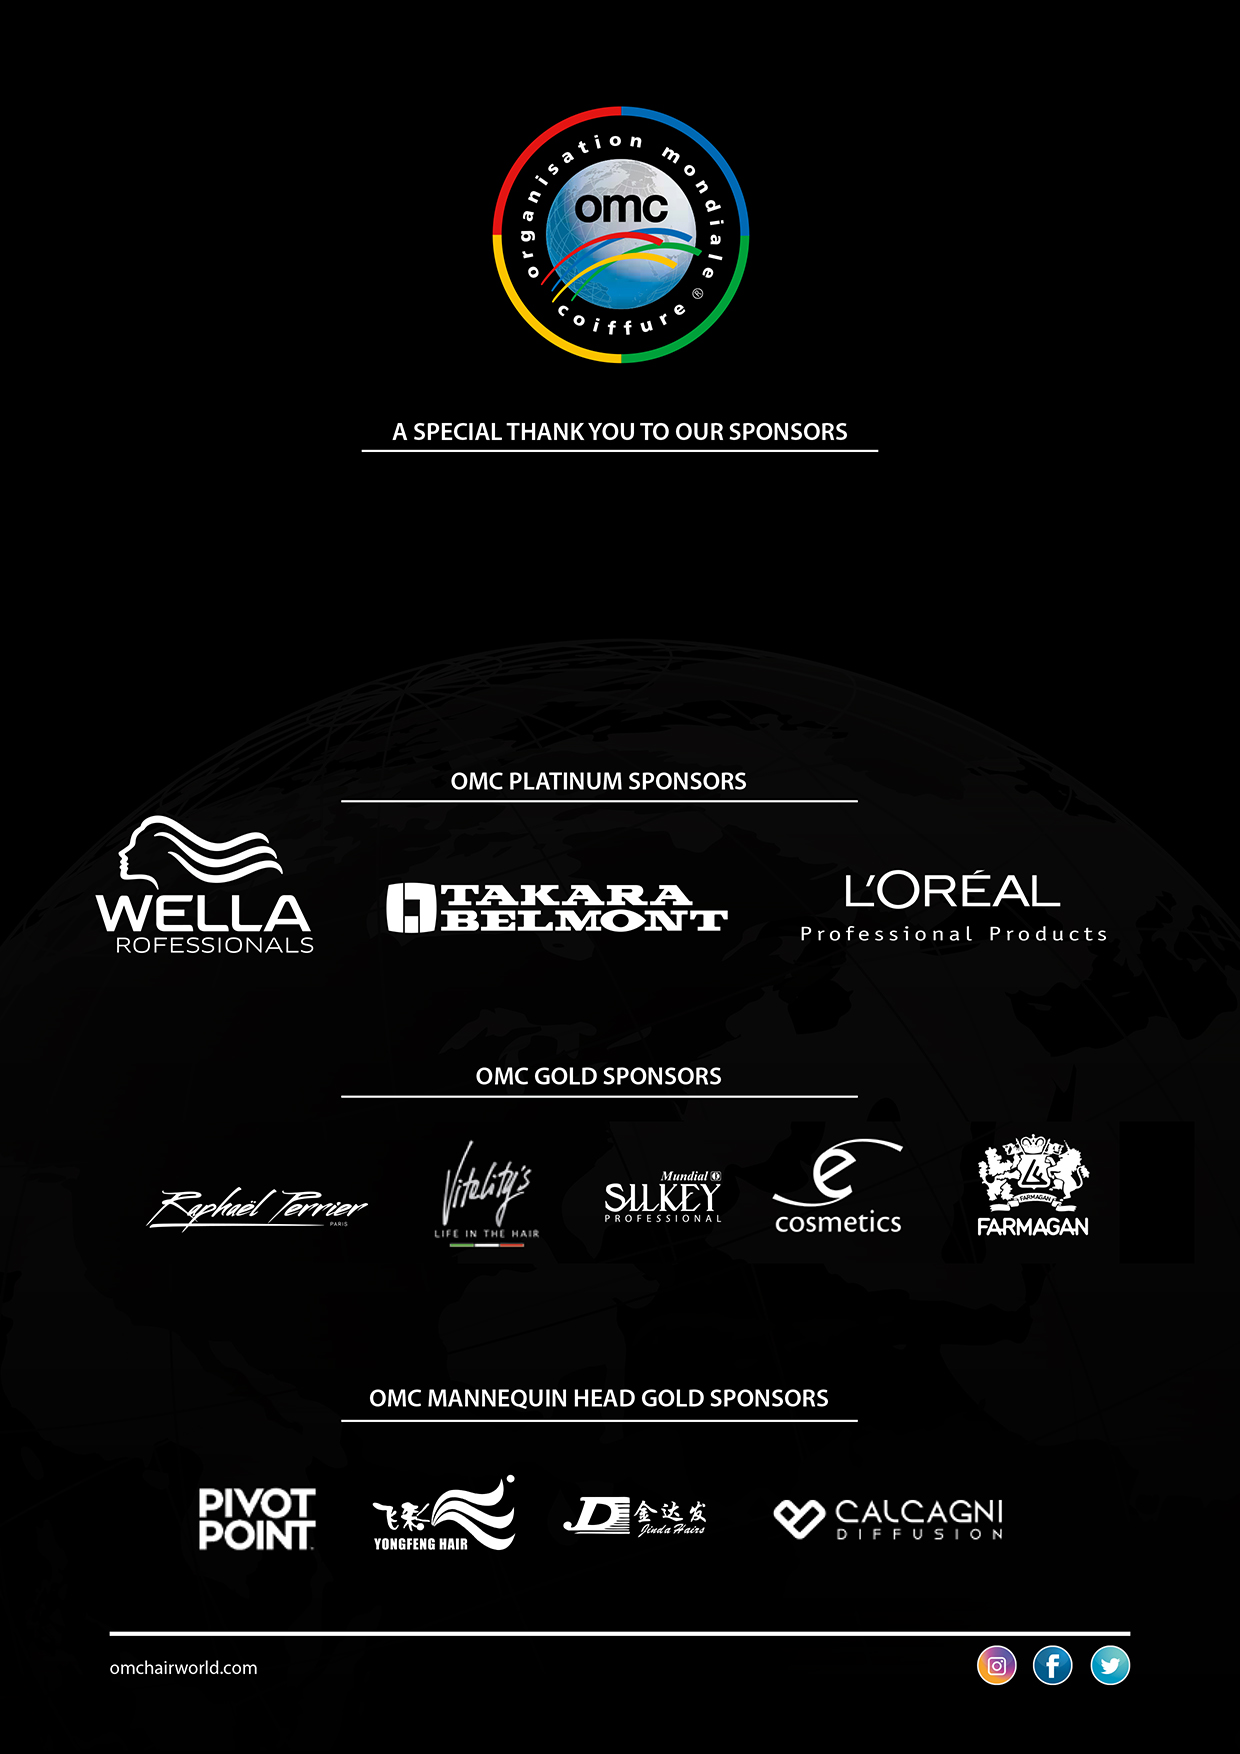 organisation mondiale
omc
coiffure ®
A SPECIAL THANK YOU TO OUR SPONSORS
OMC PLATINUM SPONSORS
WELLA
ROFESSIONALS
TAKARA
BELMONT
L'ORÉAL
Professional Products
OMC GOLD SPONSORS
Raphaël Perrier
PARIS
Vitality's
LIFE IN THE HAIR
Mundial
SILKEY
PROFESSIONAL
e
cosmetics
FARMAGAN
FARMAGAN
OMC MANNEQUIN HEAD GOLD SPONSORS
PIVOT
POINT
飞彩
YONGFENG HAIR
JD
金达发
Jinda Hairs
CALCAGNI
DIFFUSION
omchairworld.com